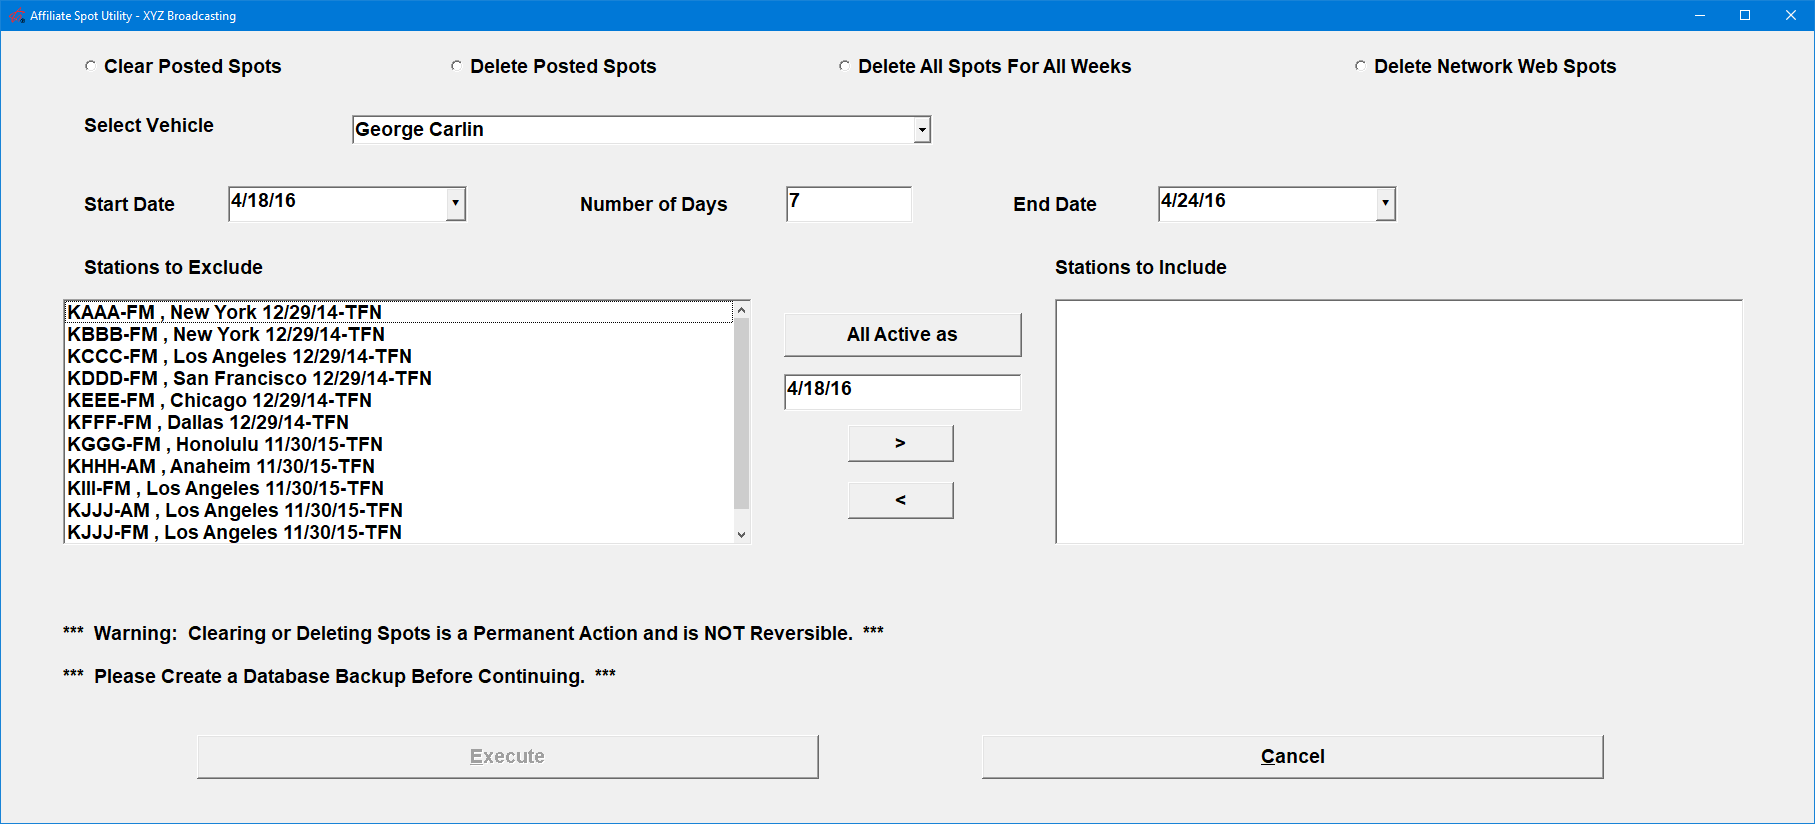 Affiliate Spot Utility - XYZ Broadcasting
Clear Posted Spots
Delete Posted Spots
Delete All Spots For All Weeks
Delete Network Web Spots
Select Vehicle
George Carlin
Start Date
4/18/16
Number of Days
7
End Date
4/24/16
Stations to Exclude
Stations to Include
KAAA-FM , New York 12/29/14-TFN
KBBB-FM , New York 12/29/14-TFN
KCCC-FM , Los Angeles 12/29/14-TFN
KDDD-FM , San Francisco 12/29/14-TFN
KEEE-FM , Chicago 12/29/14-TFN
KFFF-FM , Dallas 12/29/14-TFN
KGGG-FM , Honolulu 11/30/15-TFN
KHHH-AM , Anaheim 11/30/15-TFN
KIII-FM , Los Angeles 11/30/15-TFN
KJJJ-AM , Los Angeles 11/30/15-TFN
KJJJ-FM , Los Angeles 11/30/15-TFN
All Active as
4/18/16
>
<
*** Warning: Clearing or Deleting Spots is a Permanent Action and is NOT Reversible. ***
*** Please Create a Database Backup Before Continuing. ***
Execute
Cancel